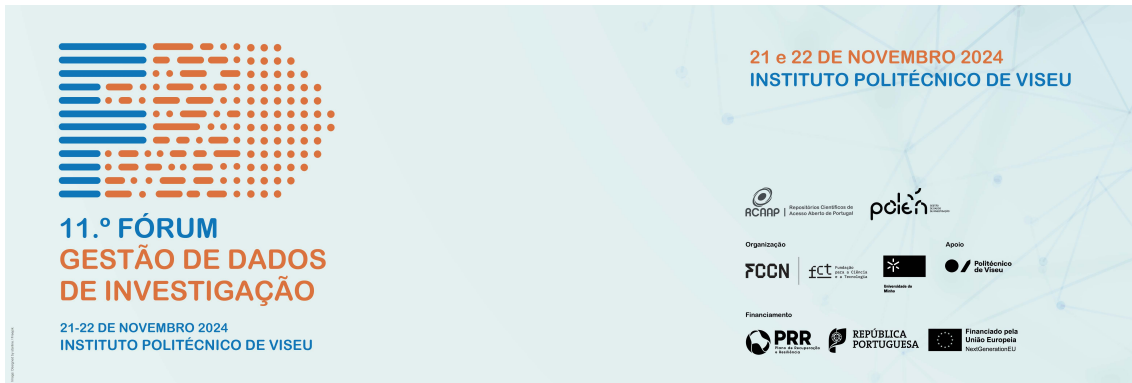 11.º FÓRUM
GESTÃO DE DADOS
DE INVESTIGAÇÃO
21-22 DE NOVEMBRO 2024
INSTITUTO POLITÉCNICO DE VISEU
21 e 22 DE NOVEMBRO 2024
INSTITUTO POLITÉCNICO DE VISEU
RCAAP
Repositórios Científicos de
Acesso Aberto de Portugal
polen
Organização
FCCN
fct
Fundação
para a Ciência
e a Tecnologia
Universidade do
Minho
Apoio
Politécnico
de Viseu
Financiamento
PRR
Plano de Recuperação
e Resiliência
REPÚBLICA
PORTUGUESA
Financiado pela
União Europeia
NextGenerationEU